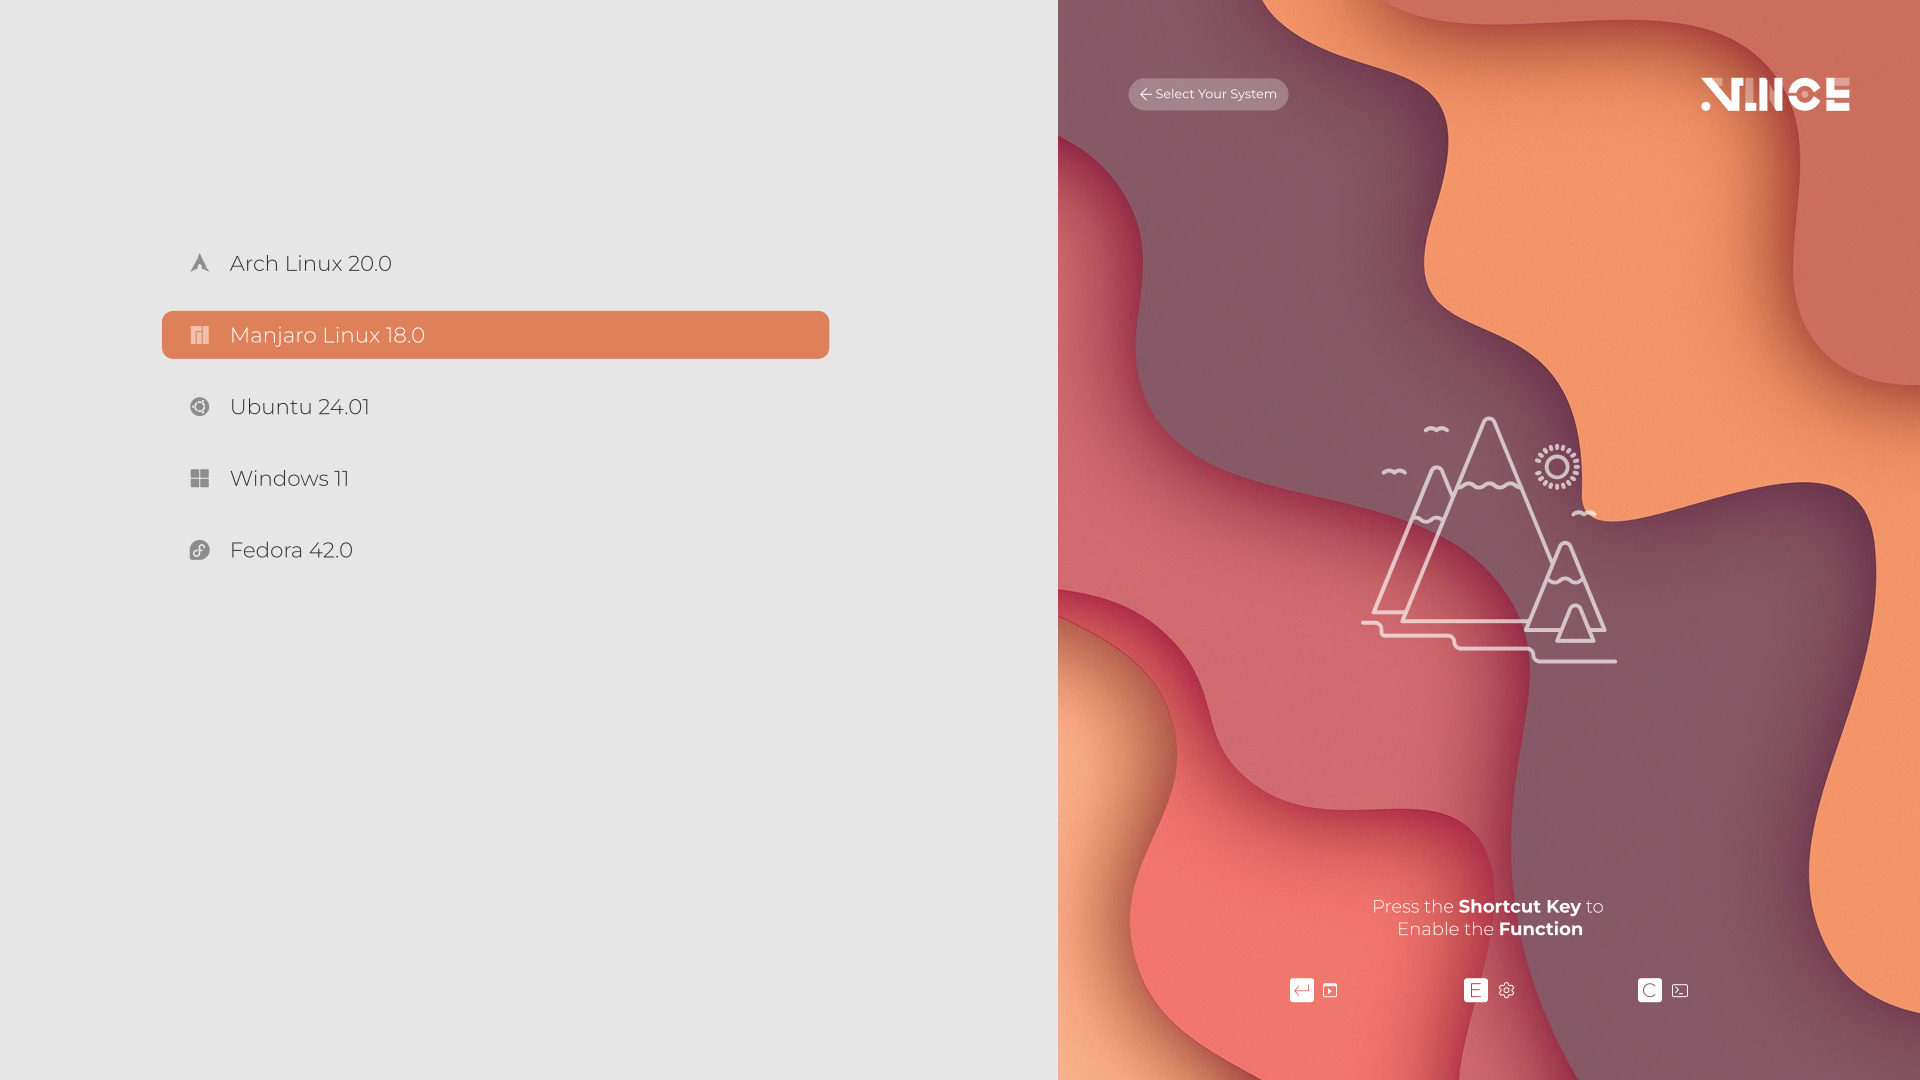 Arch Linux 20.0
Manjaro Linux 18.0
Ubuntu 24.01
Windows 11
Fedora 42.0
← Select Your System
VINCE
Press the Shortcut Key to
Enable the Function
E
C